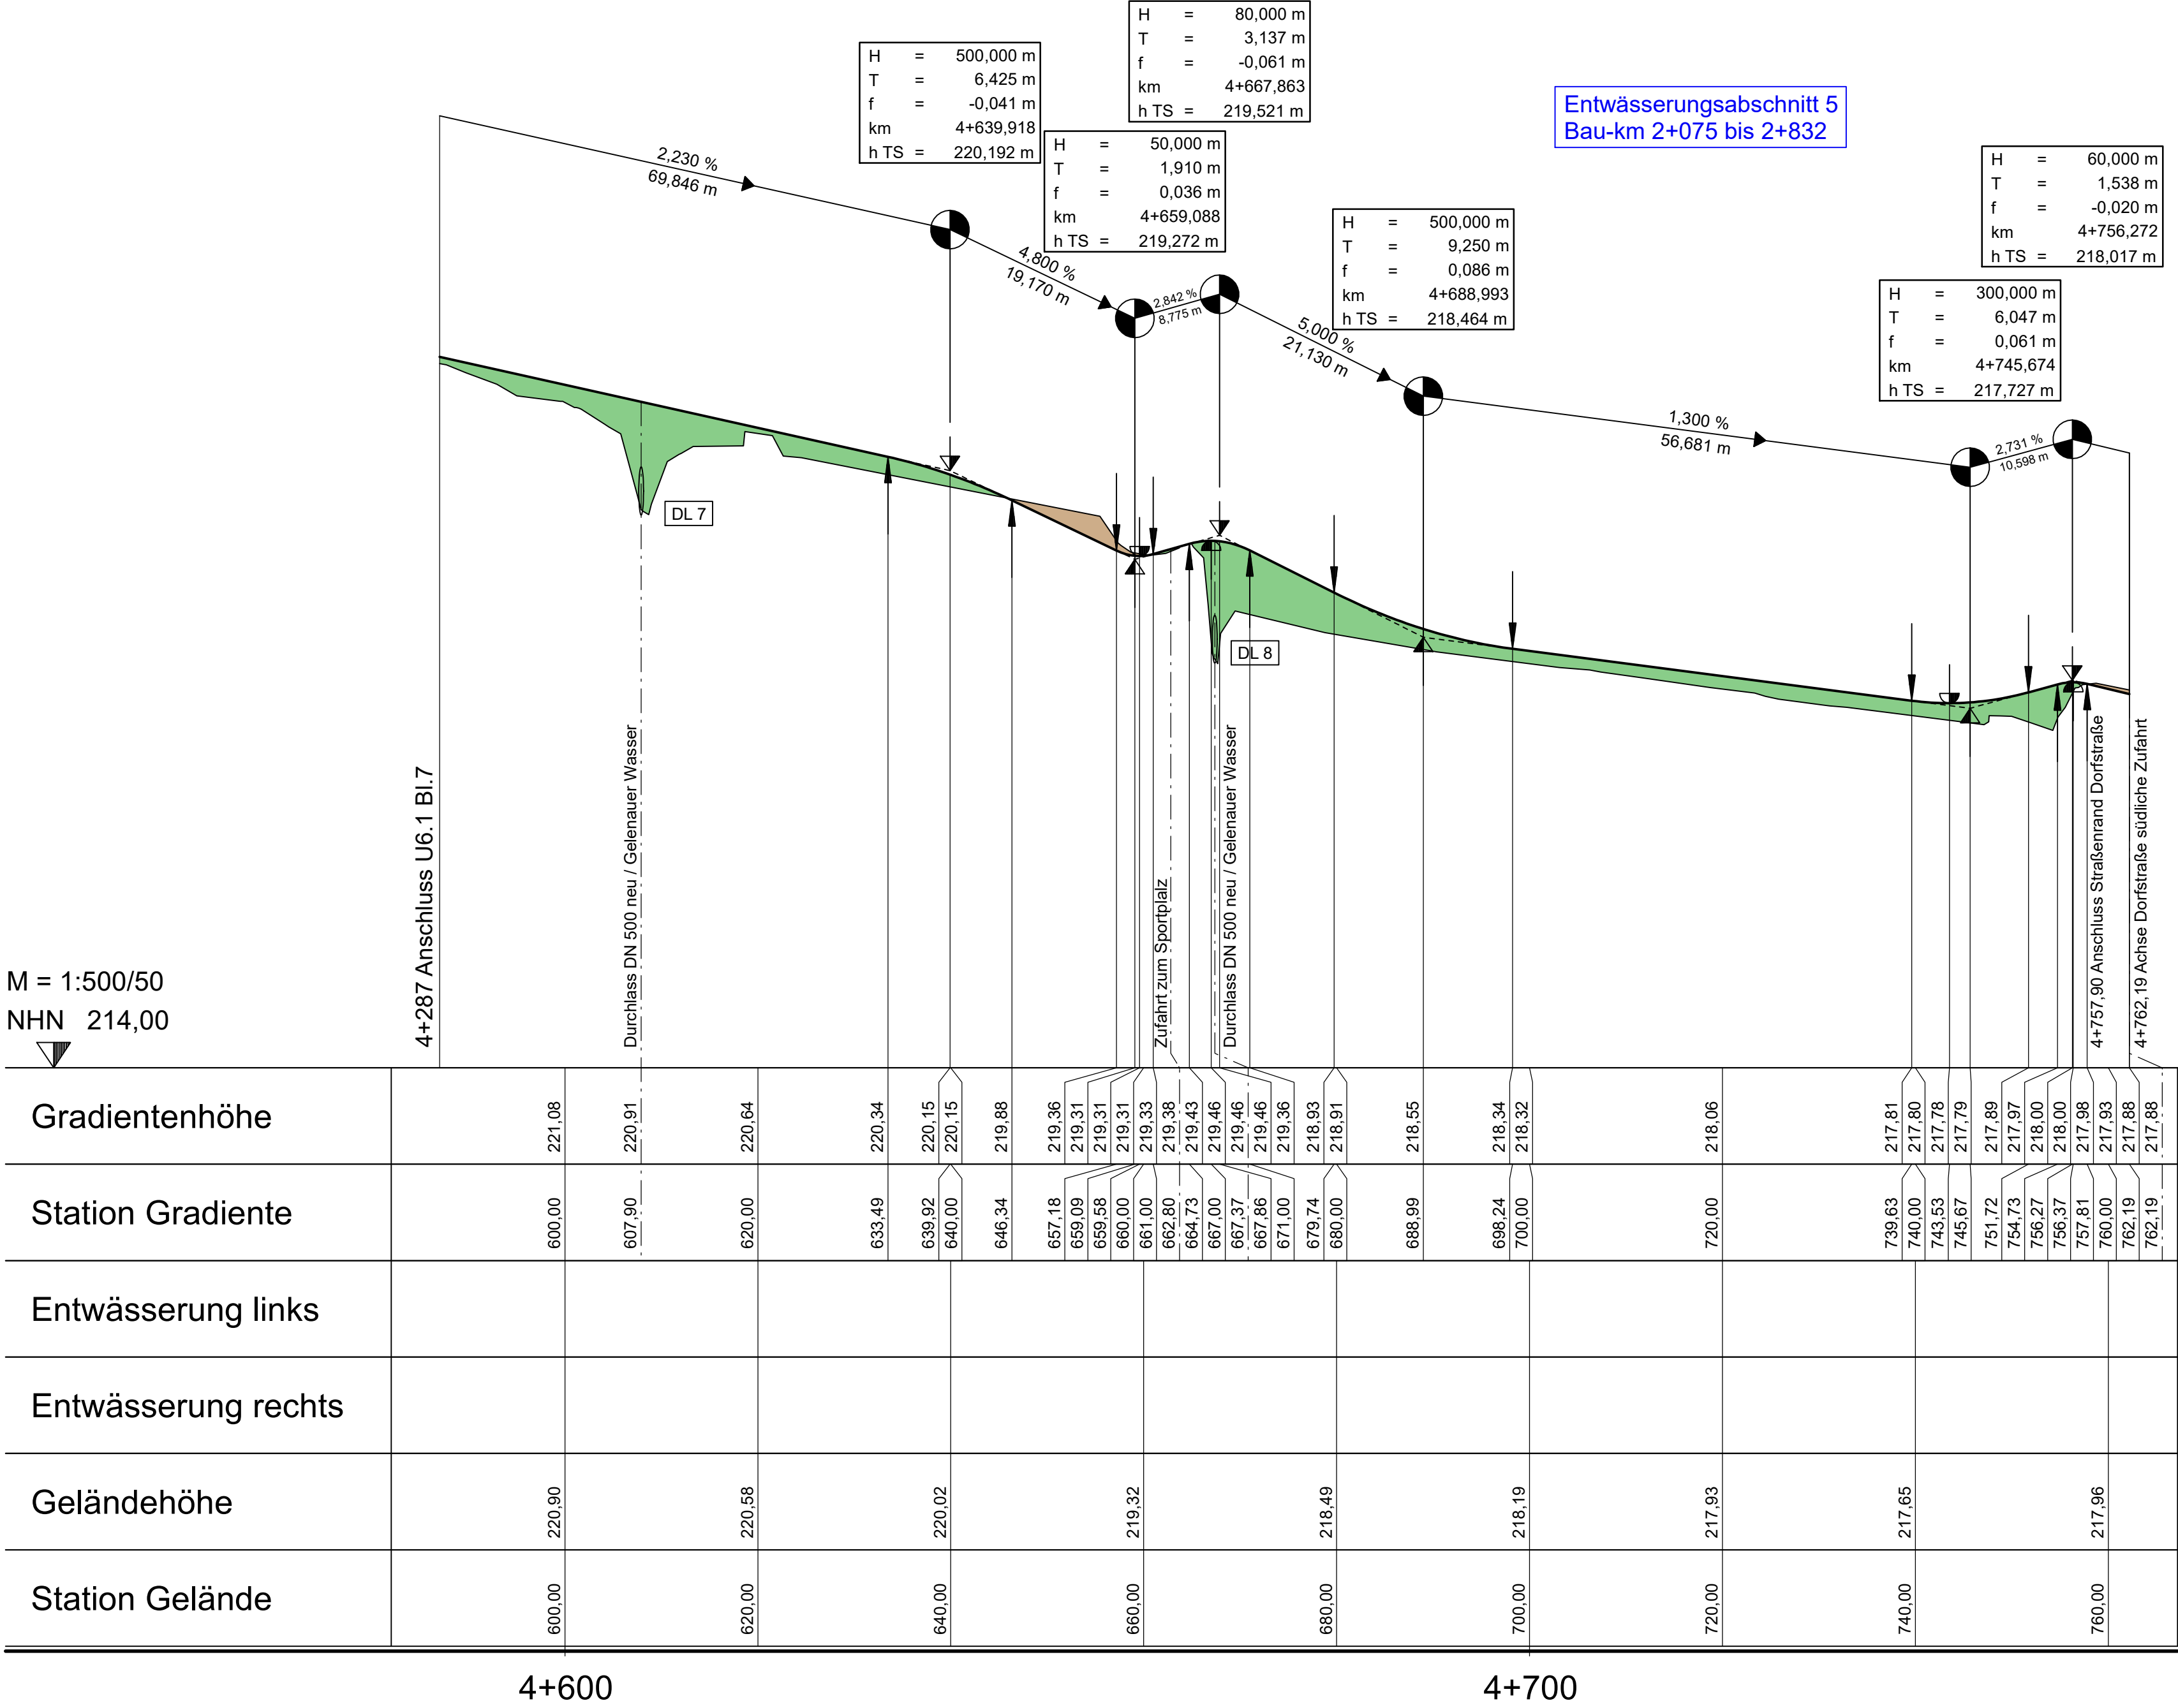 H = 80,000 m
T = 3,137 m
f = -0,061 m
km 4+667,863
h TS = 219,521 m
H = 500,000 m
T = 6,425 m
f = -0,041 m
km 4+639,918
h TS = 220,192 m
Entwässerungsabschnitt 5
Bau-km 2+075 bis 2+832
H = 50,000 m
T = 1,910 m
f = 0,036 m
km 4+659,088
h TS = 219,272 m
H = 60,000 m
T = 1,538 m
f = -0,020 m
km 4+756,272
h TS = 218,017 m
H = 500,000 m
T = 9,250 m
f = 0,086 m
km 4+688,993
h TS = 218,464 m
H = 300,000 m
T = 6,047 m
f = 0,061 m
km 4+745,674
h TS = 217,727 m
2,230 %
69,846 m
4,800 %
19,170 m
2,842 %
8,775 m
5,000 %
21,130 m
1,300 %
56,681 m
2,731 %
10,598 m
DL 7
DL 8
4+287 Anschluss U6.1 Bl.7
Durchlass DN 500 neu / Gelenauer Wasser
Zufahrt zum Sportplalz
Durchlass DN 500 neu / Gelenauer Wasser
4+757,90 Anschluss Straßenrand Dorfstraße
4+762,19 Achse Dorfstraße südliche Zufahrt
M = 1:500/50
NHN 214,00
Gradientenhöhe
221,08
220,91
220,64
220,34
220,15
220,15
219,88
219,36
219,31
219,31
219,31
219,33
219,38
219,43
219,46
219,46
219,46
219,36
218,93
218,91
218,55
218,34
218,32
218,06
217,81
217,80
217,78
217,79
217,89
217,97
218,00
218,00
217,98
217,93
217,88
217,88
Station Gradiente
600,00
607,90
620,00
633,49
639,92
640,00
646,34
657,18
659,09
659,58
660,00
661,00
662,80
664,73
667,00
667,37
667,86
671,00
679,74
680,00
688,99
698,24
700,00
720,00
739,63
740,00
743,53
745,67
751,72
754,73
756,27
756,37
757,81
760,00
762,19
762,19
Entwässerung links
Entwässerung rechts
Geländehöhe
220,90
220,58
220,02
219,32
218,49
218,19
217,93
217,65
217,96
Station Gelände
600,00
620,00
640,00
660,00
680,00
700,00
720,00
740,00
760,00
4+600
4+700